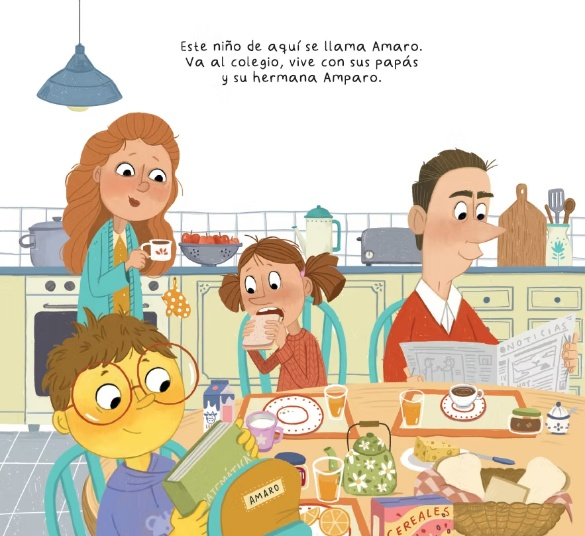 Este niño de aquí se llama Amaro.
Va al colegio, vive con sus papás
y su hermana Amparo.
NOTICIAS
MATEMÁTICAS
AMARO
CEREALES